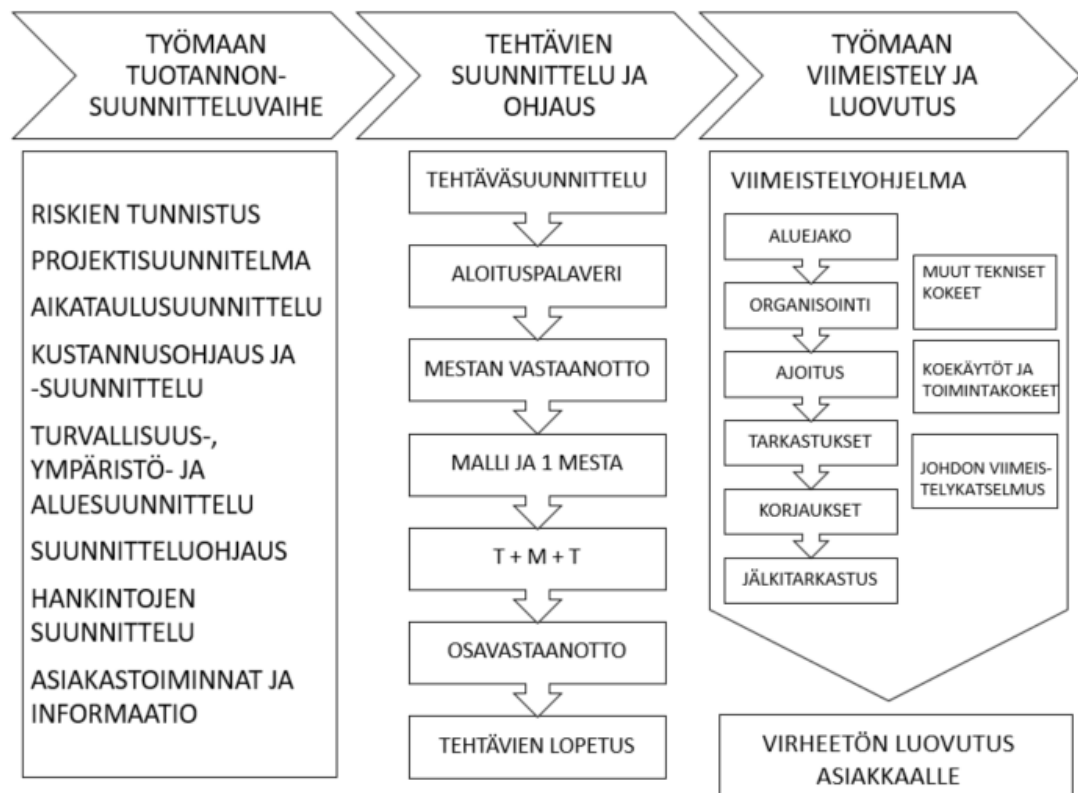 TYÖMAAN
TUOTANNON-
SUUNNITTELUVAIHE
RISKIEN TUNNISTUS
PROJEKTISUUNNITELMA
AIKATAULUSUUNNITTELU
KUSTANNUSOHJAUS JA
-SUUNNITTELU
TURVALLISUUS-,
YMPÄRISTÖ- JA
ALUESUUNNITTELU
SUUNNITTELUOHJAUS
HANKINTOJEN
SUUNNITTELU
ASIAKASTOIMINNAT JA
INFORMAATIO
TEHTÄVIEN
SUUNNITTELU JA
OHJAUS
TEHTÄVÄSUUNNITTELU
ALOITUSPALAVERI
MESTAN VASTAANOTTO
MALLI JA 1 MESTA
T + M + T
OSAVASTAANOTTO
TEHTÄVIEN LOPETUS
TYÖMAAN
VIIMEISTELY JA
LUOVUTUS
VIIMEISTELYOHJELMA
ALUEJAKO
ORGANISOINTI
AJOITUS
TARKASTUKSET
KORJAUKSET
JÄLKITARKASTUS
MUUT TEKNISET
KOKEET
KOEKÄYTÖT JA
TOIMINTAKOKEET
JOHDON VIIMEIS-
TELYKATSELMUS
VIRHEETÖN LUOVUTUS
ASIAKKAALLE